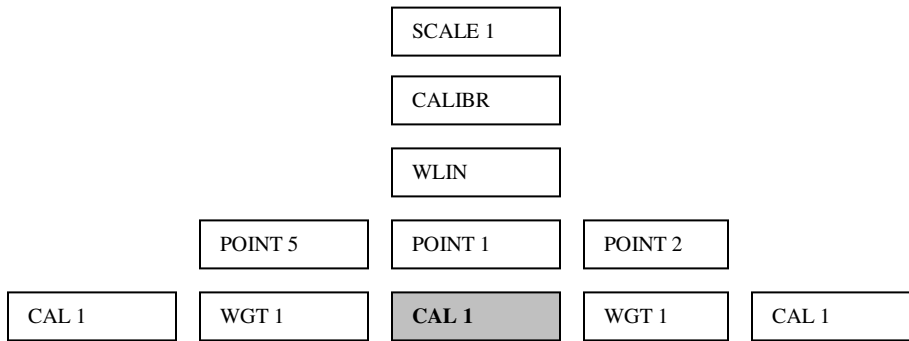 SCALE 1
CALIBR
WLIN
POINT 5 POINT 1 POINT 2
CAL 1 WGT 1 CAL 1 WGT 1 CAL 1